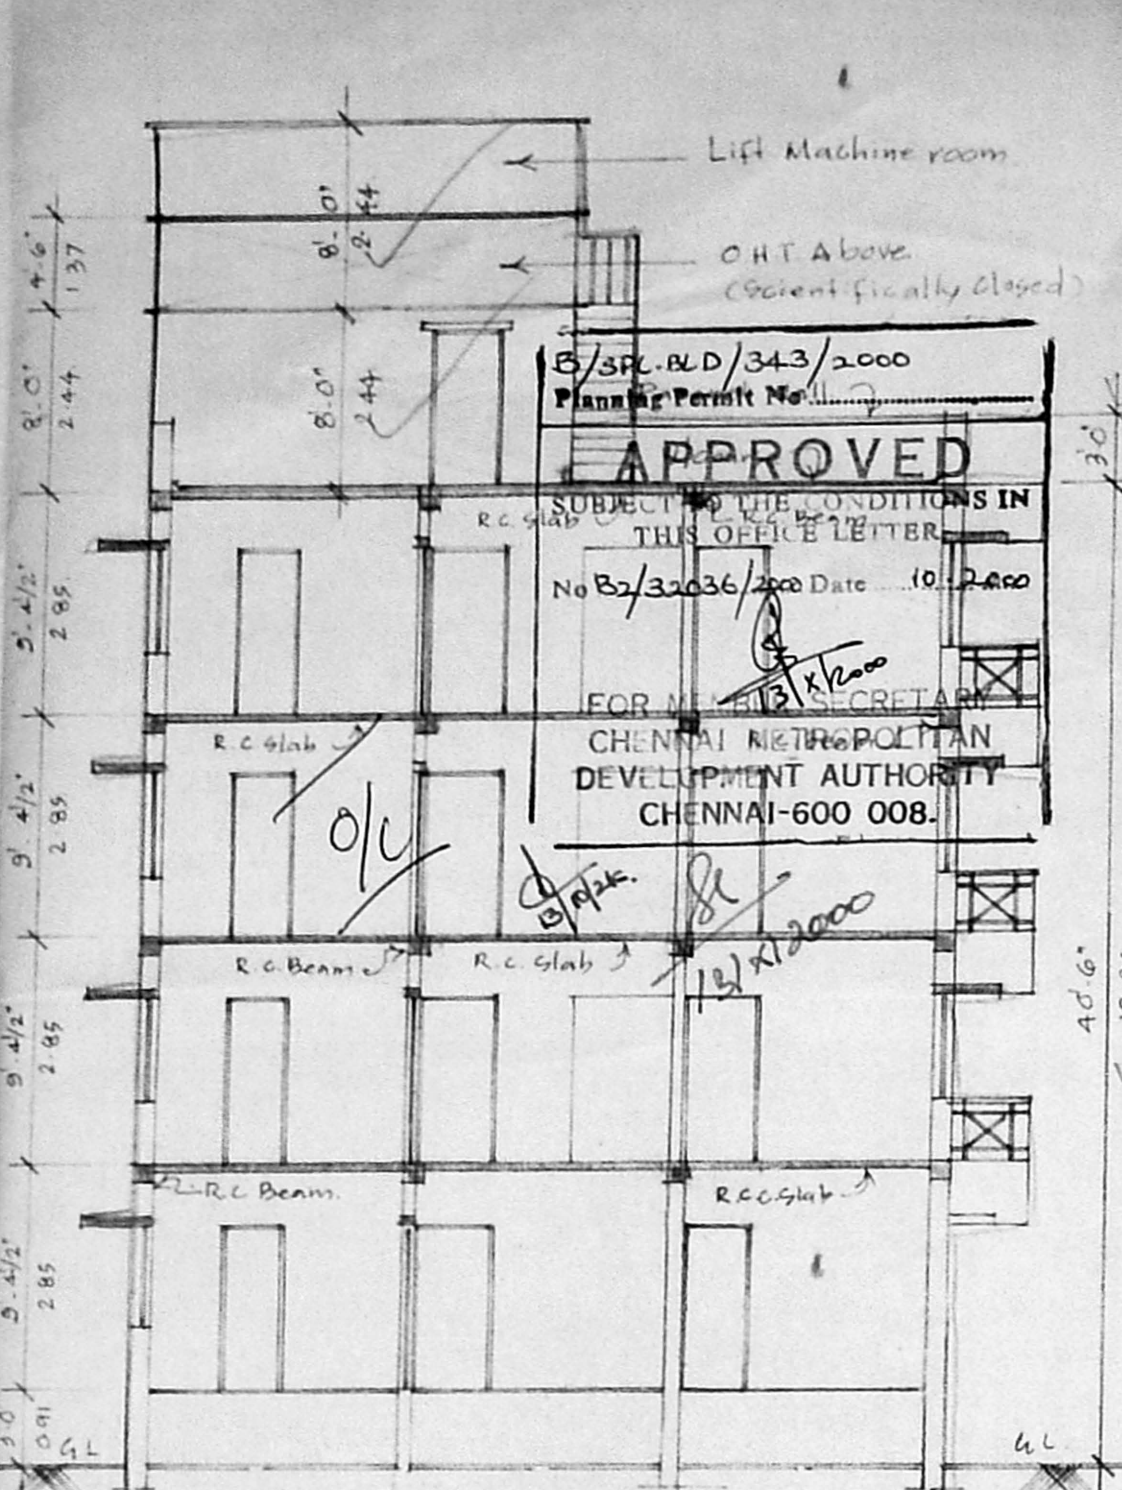 Lift Machine room
8'.0"
2.44
4'.6"
1.37
O H T Above
(Scientifically Closed)
B/SPL.BLD/343/2000
Planning Permit No
8'.0"
2.44
8'.0"
2.44
3'.0"
APPROVED
SUBJECT TO THE CONDITIONS IN
THIS OFFICE LETTER
R.C. Slab
R.C. Beam
No B2/32036/2000 Date 10.2000
9'.4 1/2"
2.85
13/X/2000
FOR MEMBER SECRETARY
CHENNAI METROPOLITAN
DEVELOPMENT AUTHORITY
CHENNAI-600 008.
R.C. Slab
9'.4 1/2"
2.85
O/C
13/10/2K.
13/X/2000
R.C. Beam
R.C. Slab
9'.4 1/2"
2.85
40'.6"
R.C. Beam.
R.C.C. Slab
9'.4 1/2"
2.85
3'.0"
0.91
G L
G L